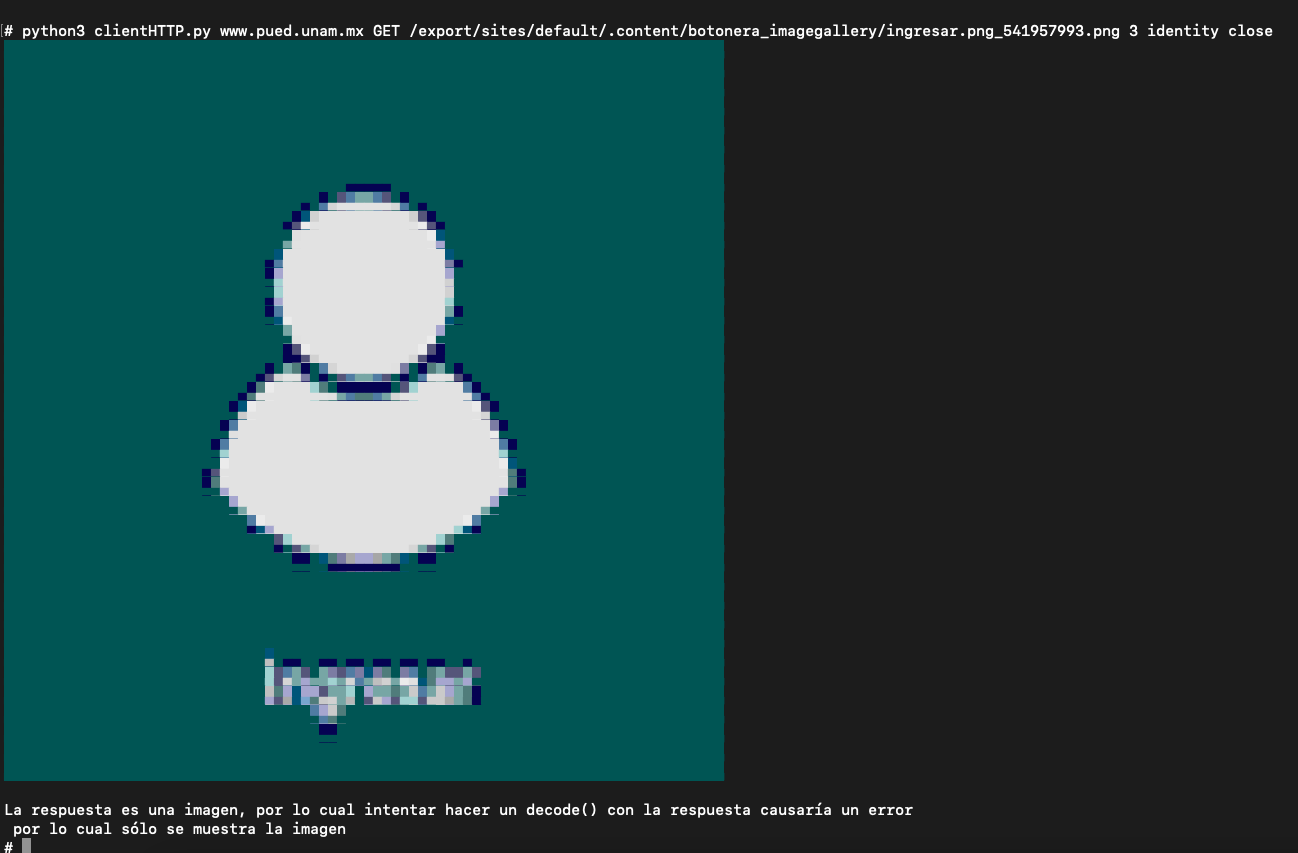 # python3 clientHTTP.py www.pued.unam.mx GET /export/sites/default/.content/botonera_imagegallery/ingresar.png_541957993.png 3 identity close
La respuesta es una imagen, por lo cual intentar hacer un decode() con la respuesta causaría un error
por lo cual sólo se muestra la imagen
#